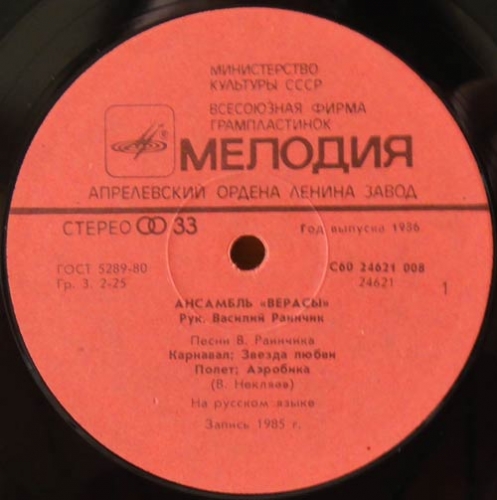 МИНИСТЕРСТВО
КУЛЬТУРЫ СССР
ВСЕСОЮЗНАЯ ФИРМА
ГРАМПЛАСТИНОК
МЕЛОДИЯ
АПРЕЛЕВСКИЙ ОРДЕНА ЛЕНИНА ЗАВОД
СТЕРЕО 33
Год выпуска 1986
ГОСТ 5289-80
Гр. 3. 2-25
С60 24621 008
24621
1
АНСАМБЛЬ «ВЕРАСЫ»
Рук. Василий Раинчик
Песни В. Раинчика
Карнавал; Звезда любви
Полет; Аэробика
(В. Некляев)
На русском языке
Запись 1985 г.